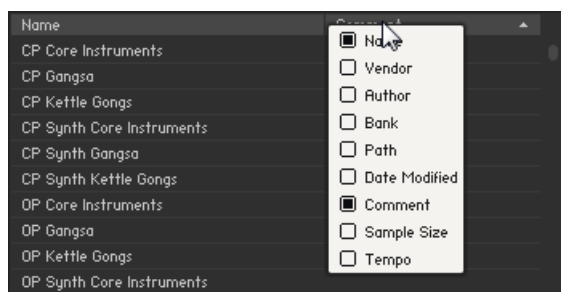 Name
CP Core Instruments
CP Gangsa
CP Kettle Gongs
CP Synth Core Instruments
CP Synth Gangsa
CP Synth Kettle Gongs
OP Core Instruments
OP Gangsa
OP Kettle Gongs
OP Synth Core Instruments
Comment
Name
Vendor
Author
Bank
Path
Date Modified
Comment
Sample Size
Tempo